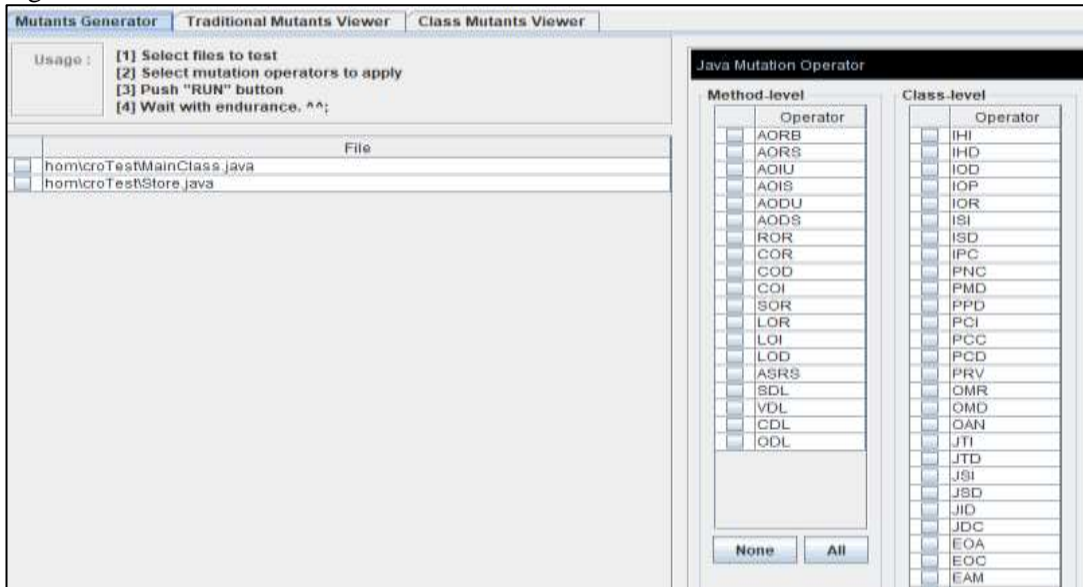 Mutants Generator Traditional Mutants Viewer Class Mutants Viewer
Usage : [1] Select files to test
[2] Select mutation operators to apply
[3] Push "RUN" button
[4] Wait with endurance. ^^;
File
hom\croTest\MainClass.java
hom\croTest\Store.java
Java Mutation Operator
Method-level
Operator
AORB
AORS
AOIU
AOIS
AODU
AODS
ROR
COR
COD
COI
SOR
LOR
LOI
LOD
ASRS
SDL
VDL
CDL
ODL
None All
Class-level
Operator
IHI
IHD
IOD
IOP
IOR
ISI
ISD
IPC
PNC
PMD
PPD
PCI
PCC
PCD
PRV
OMR
OMD
OAN
JTI
JTD
JSI
JSD
JID
JDC
EOA
EOC
EAM